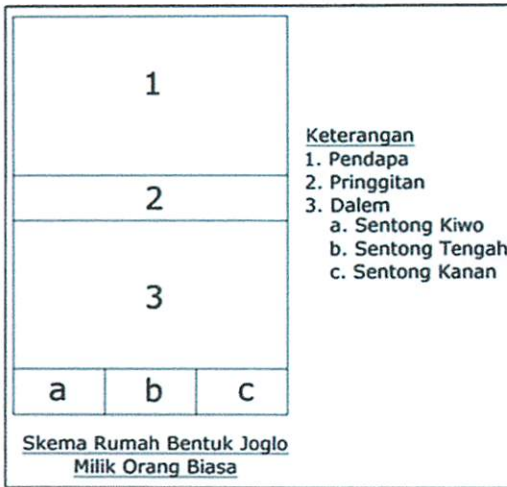 1
2
3
a b c
Keterangan
1. Pendapa
2. Pringgitan
3. Dalem
a. Sentong Kiwo
b. Sentong Tengah
c. Sentong Kanan
Skema Rumah Bentuk Joglo
Milik Orang Biasa